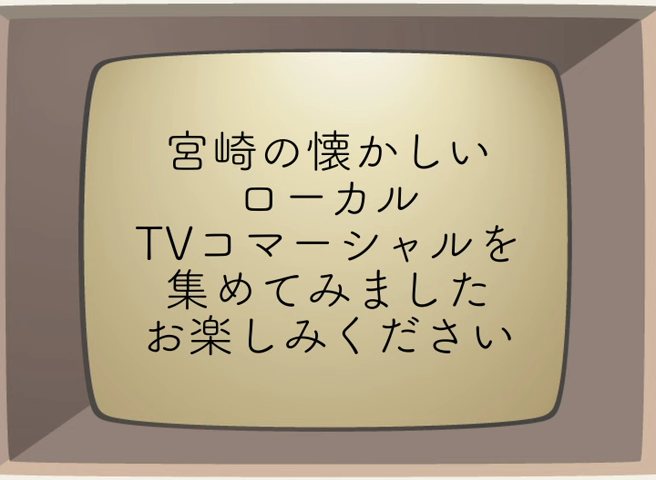 宮崎の懐かしい
ローカル
TVコマーシャルを
集めてみました
お楽しみください